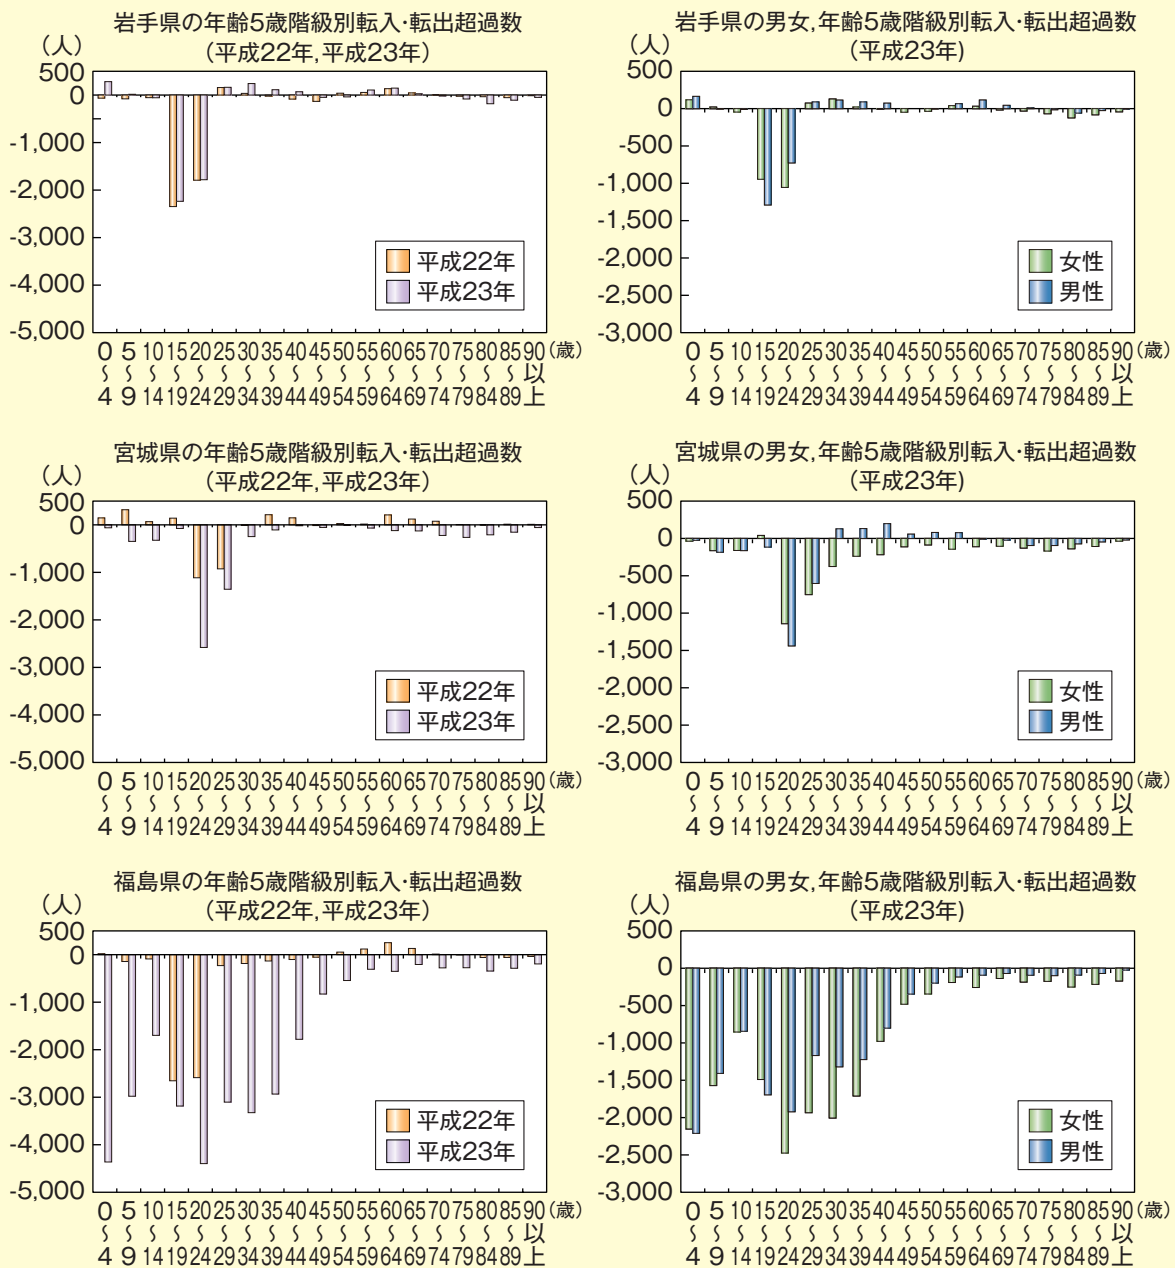 岩手県の年齢5歳階級別転入・転出超過数
(平成22年,平成23年)
(人)
500
0
-1,000
-2,000
-3,000
-4,000
-5,000
平成22年
平成23年
0〜4 5〜9 10〜14 15〜19 20〜24 25〜29 30〜34 35〜39 40〜44 45〜49 50〜54 55〜59 60〜64 65〜69 70〜74 75〜79 80〜84 85〜89 90以上 (歳)
岩手県の男女,年齢5歳階級別転入・転出超過数
(平成23年)
(人)
500
0
-500
-1,000
-1,500
-2,000
-2,500
-3,000
女性
男性
0〜4 5〜9 10〜14 15〜19 20〜24 25〜29 30〜34 35〜39 40〜44 45〜49 50〜54 55〜59 60〜64 65〜69 70〜74 75〜79 80〜84 85〜89 90以上 (歳)
宮城県の年齢5歳階級別転入・転出超過数
(平成22年,平成23年)
(人)
500
0
-1,000
-2,000
-3,000
-4,000
-5,000
平成22年
平成23年
0〜4 5〜9 10〜14 15〜19 20〜24 25〜29 30〜34 35〜39 40〜44 45〜49 50〜54 55〜59 60〜64 65〜69 70〜74 75〜79 80〜84 85〜89 90以上 (歳)
宮城県の男女,年齢5歳階級別転入・転出超過数
(平成23年)
(人)
500
0
-500
-1,000
-1,500
-2,000
-2,500
-3,000
女性
男性
0〜4 5〜9 10〜14 15〜19 20〜24 25〜29 30〜34 35〜39 40〜44 45〜49 50〜54 55〜59 60〜64 65〜69 70〜74 75〜79 80〜84 85〜89 90以上 (歳)
福島県の年齢5歳階級別転入・転出超過数
(平成22年,平成23年)
(人)
500
0
-1,000
-2,000
-3,000
-4,000
-5,000
平成22年
平成23年
0〜4 5〜9 10〜14 15〜19 20〜24 25〜29 30〜34 35〜39 40〜44 45〜49 50〜54 55〜59 60〜64 65〜69 70〜74 75〜79 80〜84 85〜89 90以上 (歳)
福島県の男女,年齢5歳階級別転入・転出超過数
(平成23年)
(人)
500
0
-500
-1,000
-1,500
-2,000
-2,500
-3,000
女性
男性
0〜4 5〜9 10〜14 15〜19 20〜24 25〜29 30〜34 35〜39 40〜44 45〜49 50〜54 55〜59 60〜64 65〜69 70〜74 75〜79 80〜84 85〜89 90以上 (歳)